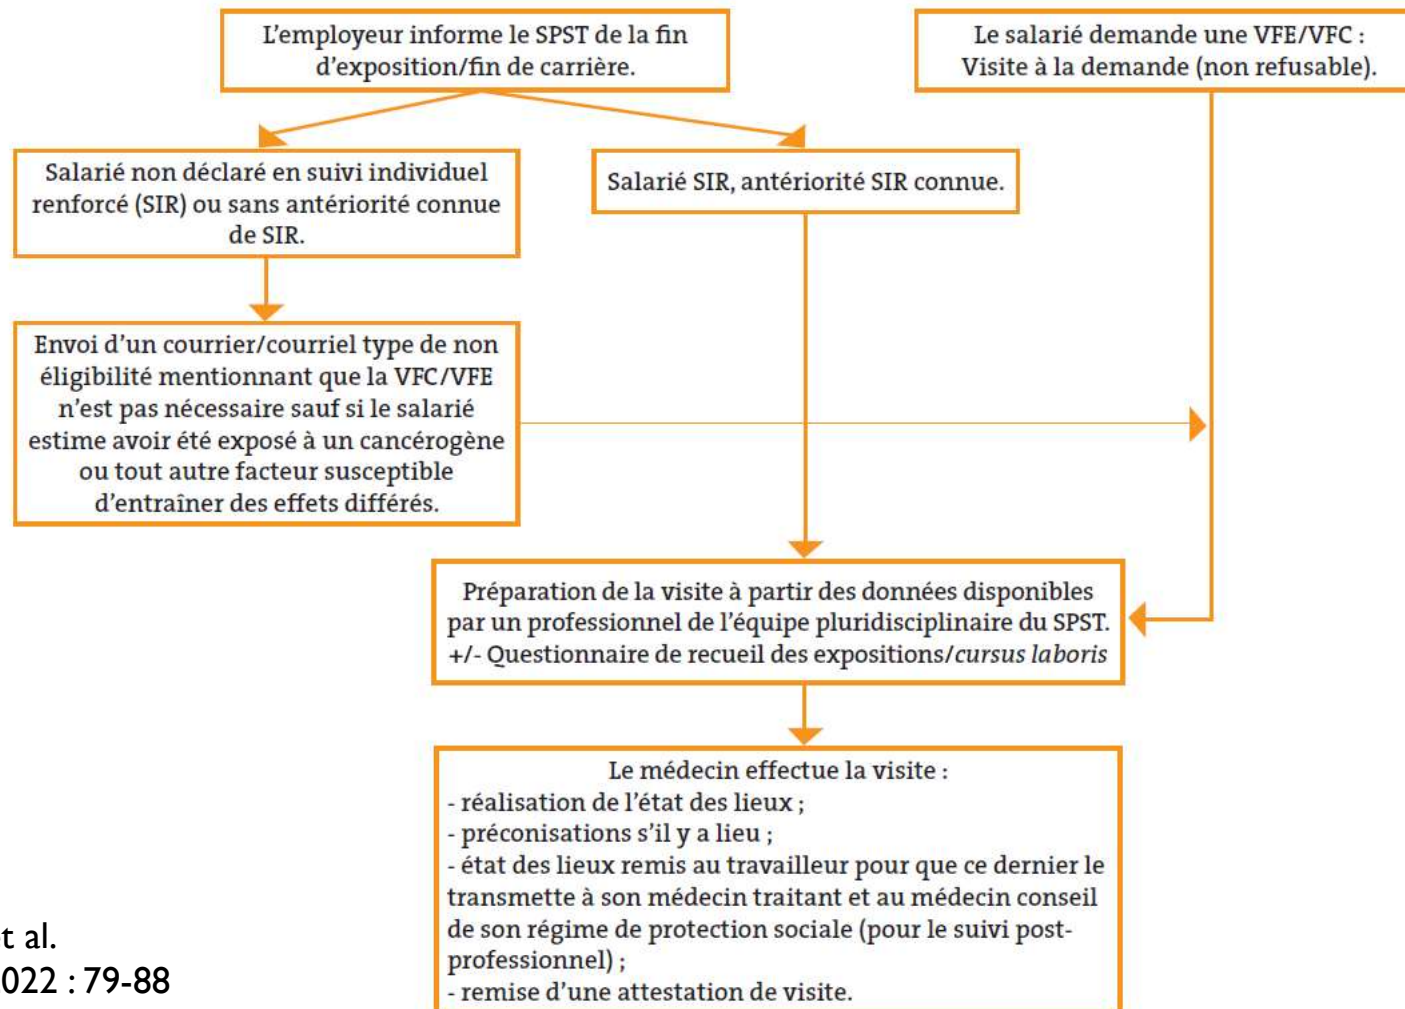 L'employeur informe le SPST de la fin
d'exposition/fin de carrière.
Le salarié demande une VFE/VFC :
Visite à la demande (non refusable).
Salarié non déclaré en suivi individuel
renforcé (SIR) ou sans antériorité connue
de SIR.
Salarié SIR, antériorité SIR connue.
Envoi d'un courrier/courriel type de non
éligibilité mentionnant que la VFC/VFE
n'est pas nécessaire sauf si le salarié
estime avoir été exposé à un cancérogène
ou tout autre facteur susceptible
d'entraîner des effets différés.
Préparation de la visite à partir des données disponibles
par un professionnel de l'équipe pluridisciplinaire du SPST.
+/- Questionnaire de recueil des expositions/cursus laboris
Le médecin effectue la visite :
- réalisation de l'état des lieux ;
- préconisations s'il y a lieu ;
- état des lieux remis au travailleur pour que ce dernier le
transmette à son médecin traitant et au médecin conseil
de son régime de protection sociale (pour le suivi post-
professionnel) ;
- remise d'une attestation de visite.
t al.
022 : 79-88